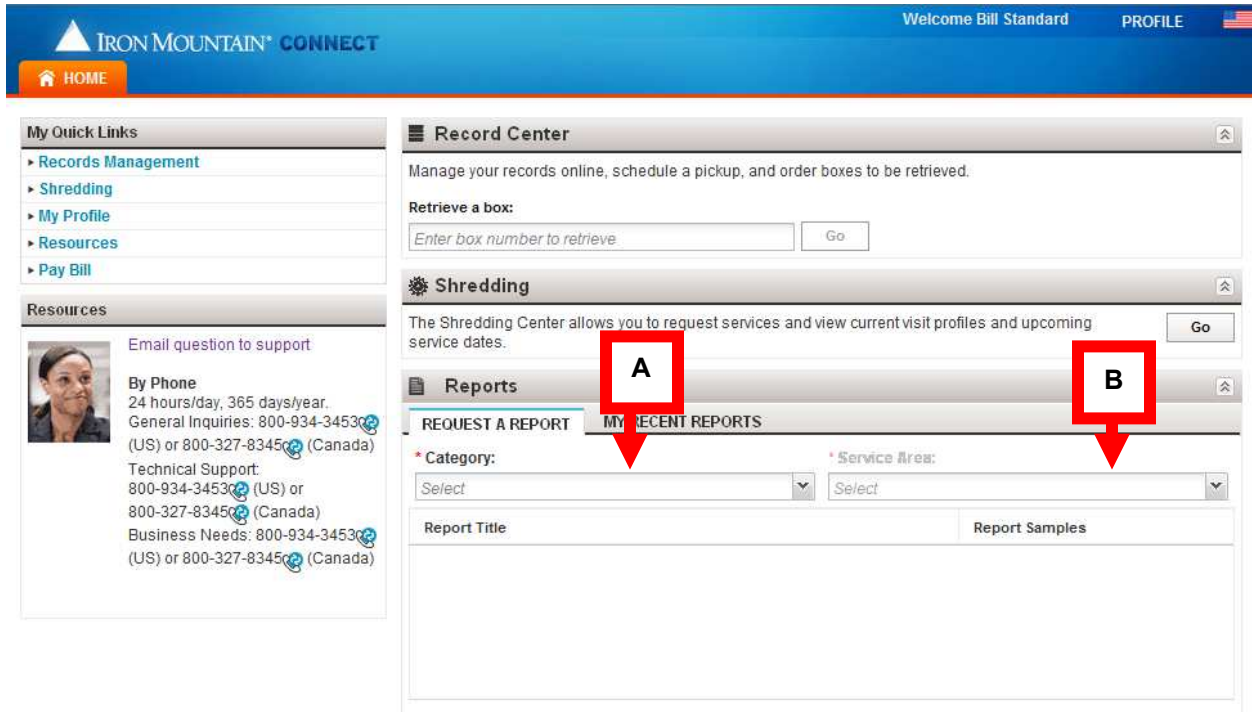 Welcome Bill Standard PROFILE
IRON MOUNTAIN® CONNECT
HOME
My Quick Links
Records Management
Shredding
My Profile
Resources
Pay Bill
Resources
Email question to support
By Phone
24 hours/day, 365 days/year.
General Inquiries: 800-934-3453
(US) or 800-327-8345 (Canada)
Technical Support:
800-934-3453 (US) or
800-327-8345 (Canada)
Business Needs: 800-934-3453
(US) or 800-327-8345 (Canada)
Record Center
Manage your records online, schedule a pickup, and order boxes to be retrieved.
Retrieve a box:
Enter box number to retrieve Go
Shredding
The Shredding Center allows you to request services and view current visit profiles and upcoming
service dates.
Go
A
B
Reports
REQUEST A REPORT MY RECENT REPORTS
* Category: * Service Area:
Select Select
Report Title Report Samples